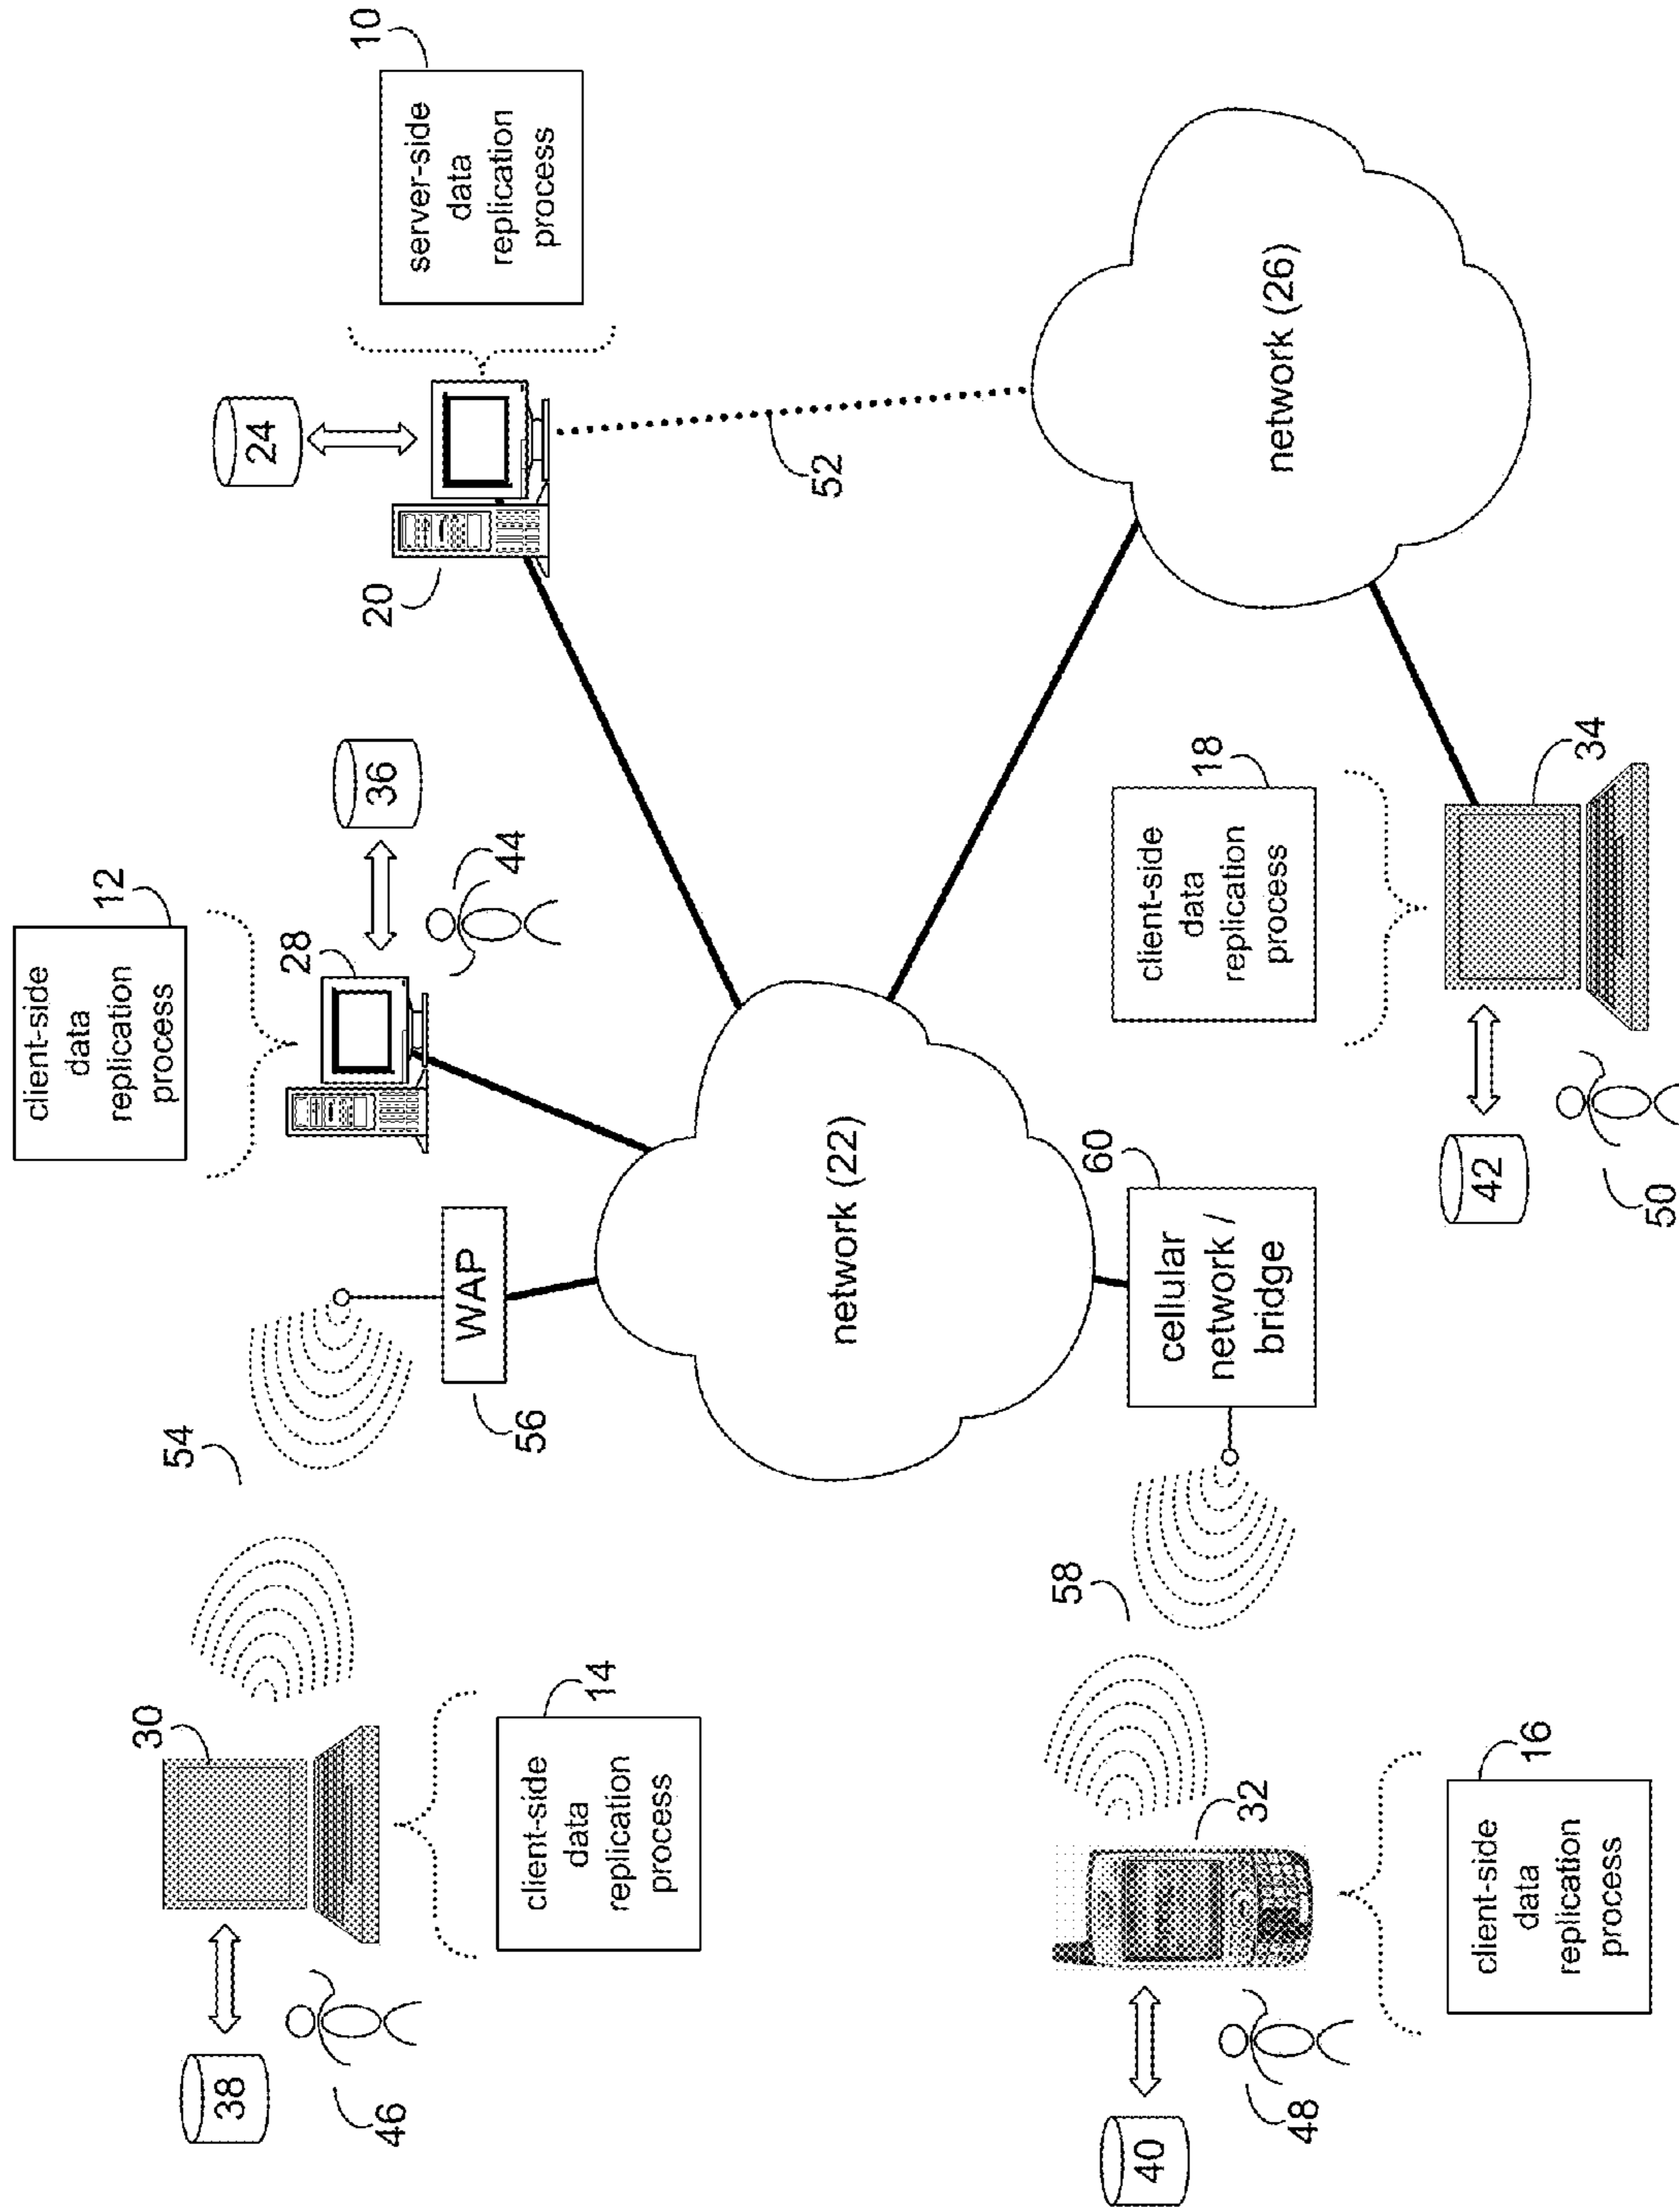 38
46
30
client-side
data
replication
process
14
54
WAP
56
client-side
data
replication
process
12
28
36
44
24
20
server-side
data
replication
process
10
network (22)
52
network (26)
40
48
32
client-side
data
replication
process
16
58
cellular
network /
bridge
60
client-side
data
replication
process
18
42
50
34